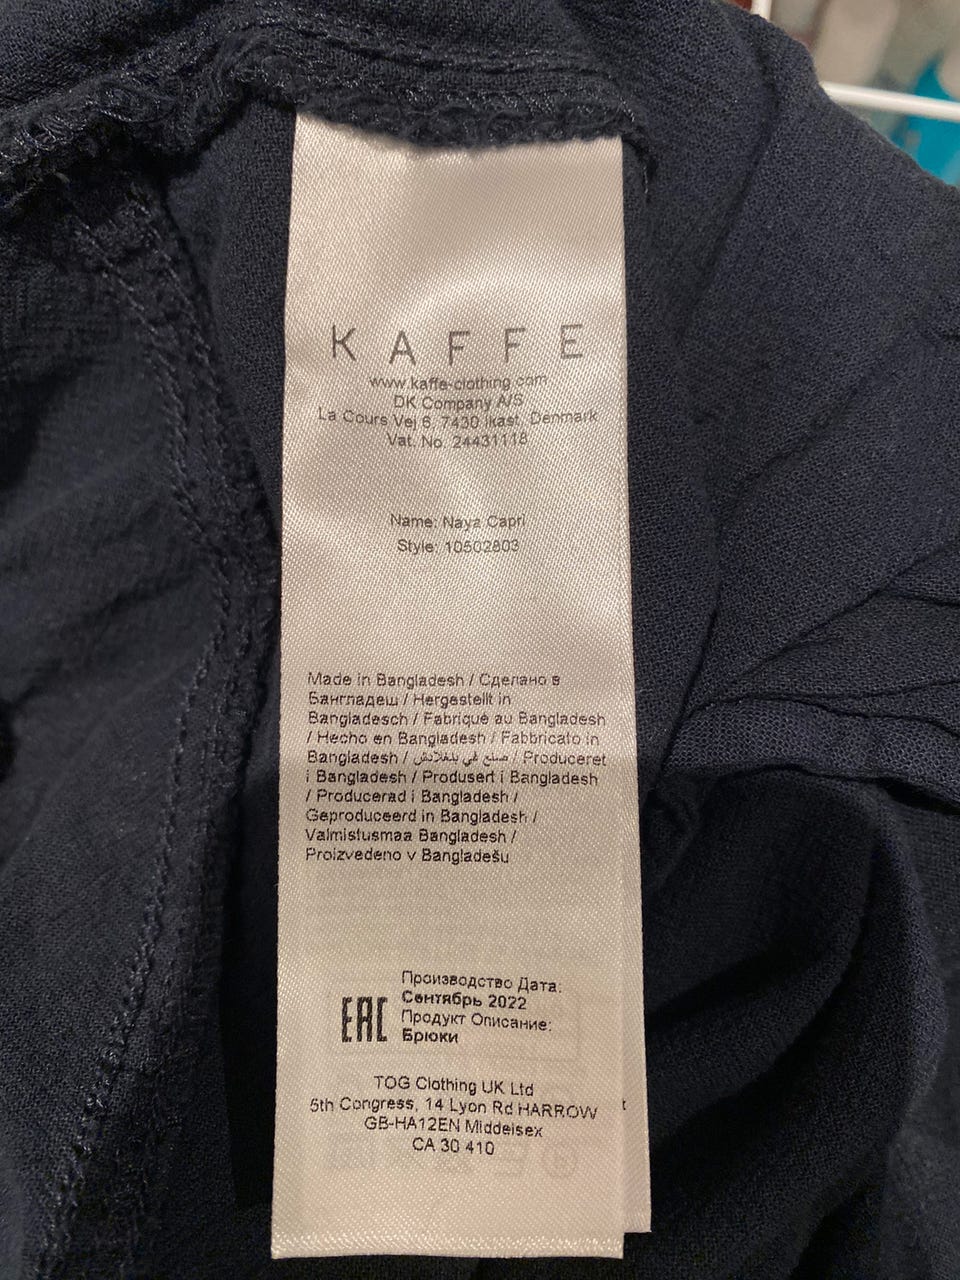 KAFFE
www.kaffe-clothing.com
DK Company A/S
La Cours Vej 6, 7430 Ikast, Denmark
Vat. No. 24431118
Name: Naya Capri
Style: 10502803
Made in Bangladesh / Сделано в
Бангладеш / Hergestellt in
Bangladesch / Fabriqué au Bangladesh
/ Hecho en Bangladesh / Fabbricato in
Bangladesh / صنع في بنغلادش / Produceret
i Bangladesh / Produsert i Bangladesh
/ Producerad i Bangladesh /
Geproduceerd in Bangladesh /
Valmistusmaa Bangladesh /
Proizvedeno v Bangladešu
Производство Дата:
EAC Сентябрь 2022
Продукт Описание:
Брюки
TOG Clothing UK Ltd
5th Congress, 14 Lyon Rd HARROW
GB-HA12EN Middelsex
CA 30 410